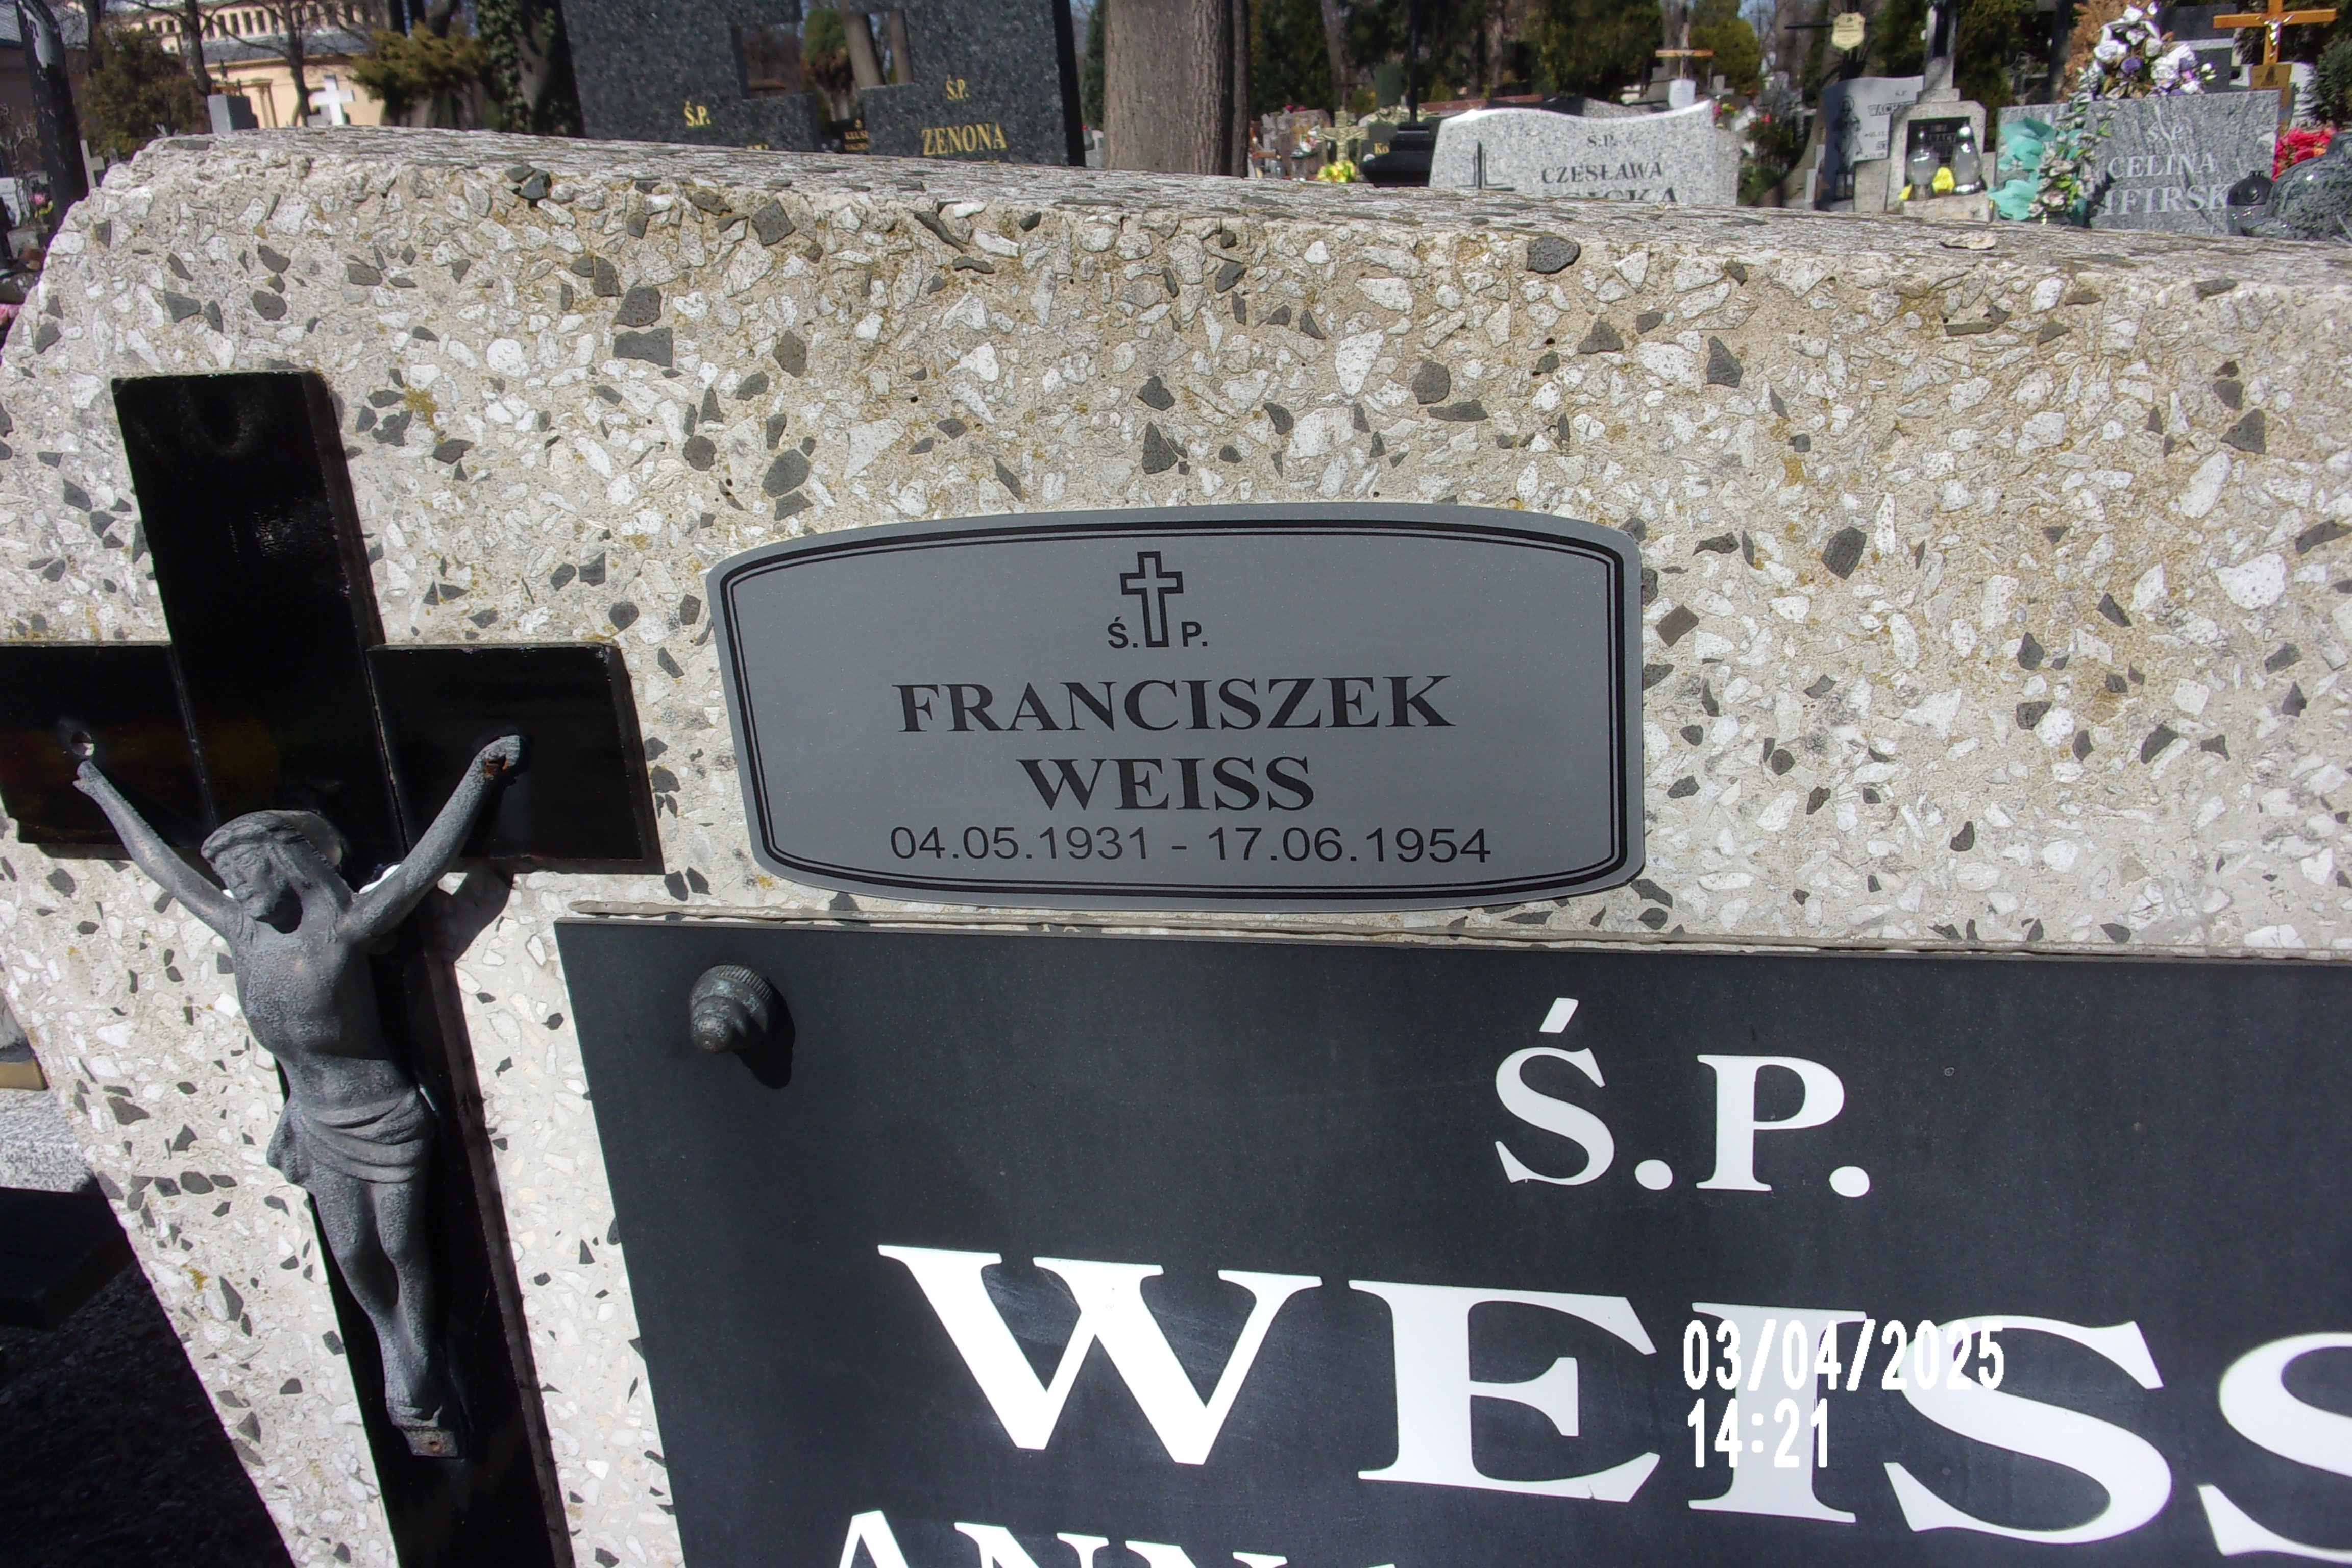 Ś.P.
Ś.P.
ZENONA
S.P.
CZESŁAWA
CELINA
Ś. P.
FRANCISZEK
WEISS
04.05.1931 - 17.06.1954
Ś.P.
WEISS
03/04/2025
14:21